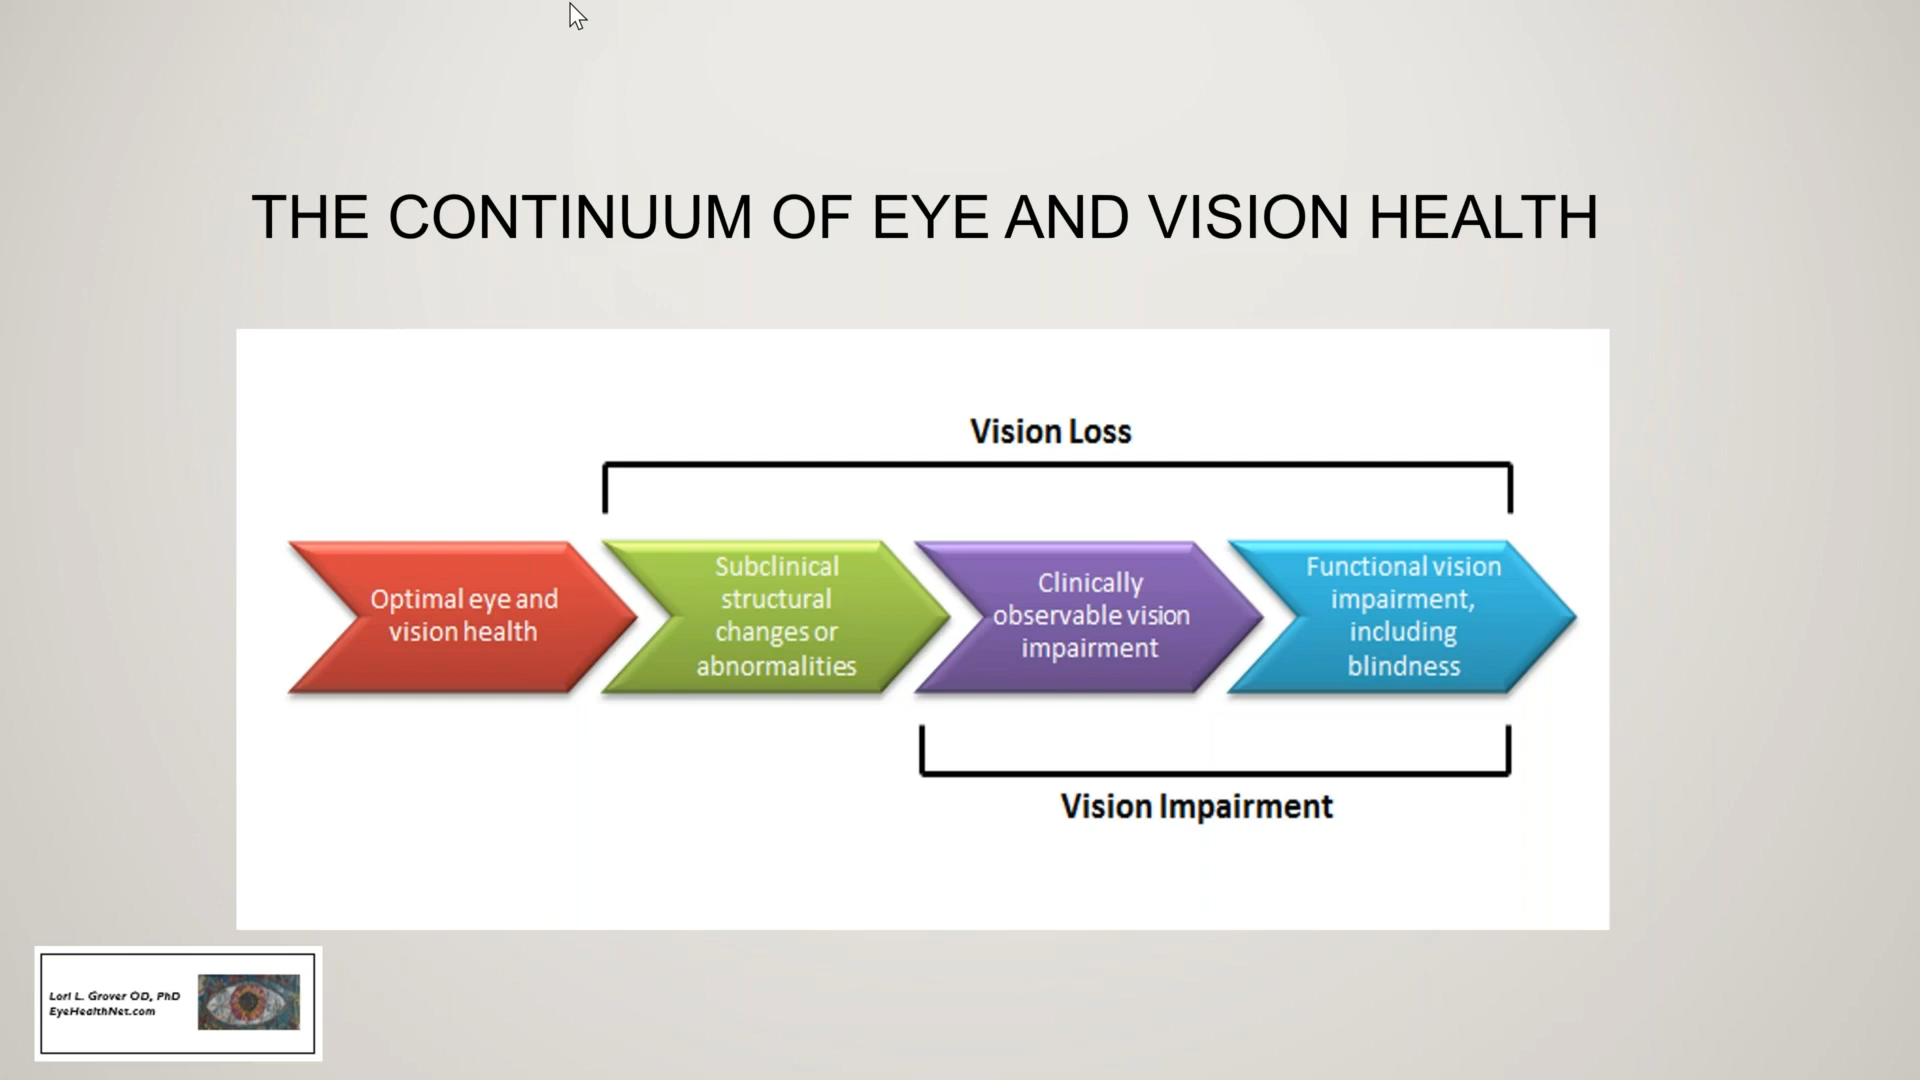 THE CONTINUUM OF EYE AND VISION HEALTH
Vision Loss
Optimal eye and
vision health
Subclinical
structural
changes or
abnormalities
Clinically
observable vision
impairment
Functional vision
impairment,
including
blindness
Vision Impairment
Lori L. Grover OD, PhD
EyeHealthNet.com